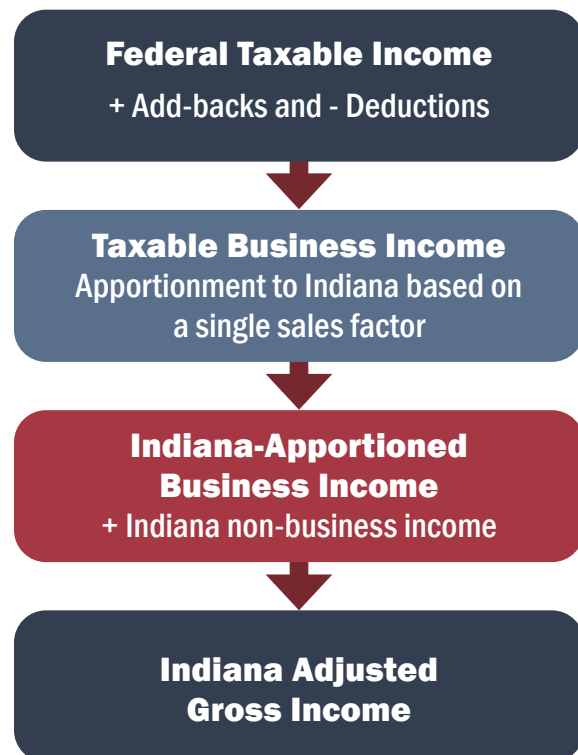 Federal Taxable Income
+ Add-backs and - Deductions
Taxable Business Income
Apportionment to Indiana based on
a single sales factor
Indiana-Apportioned
Business Income
+ Indiana non-business income
Indiana Adjusted
Gross Income